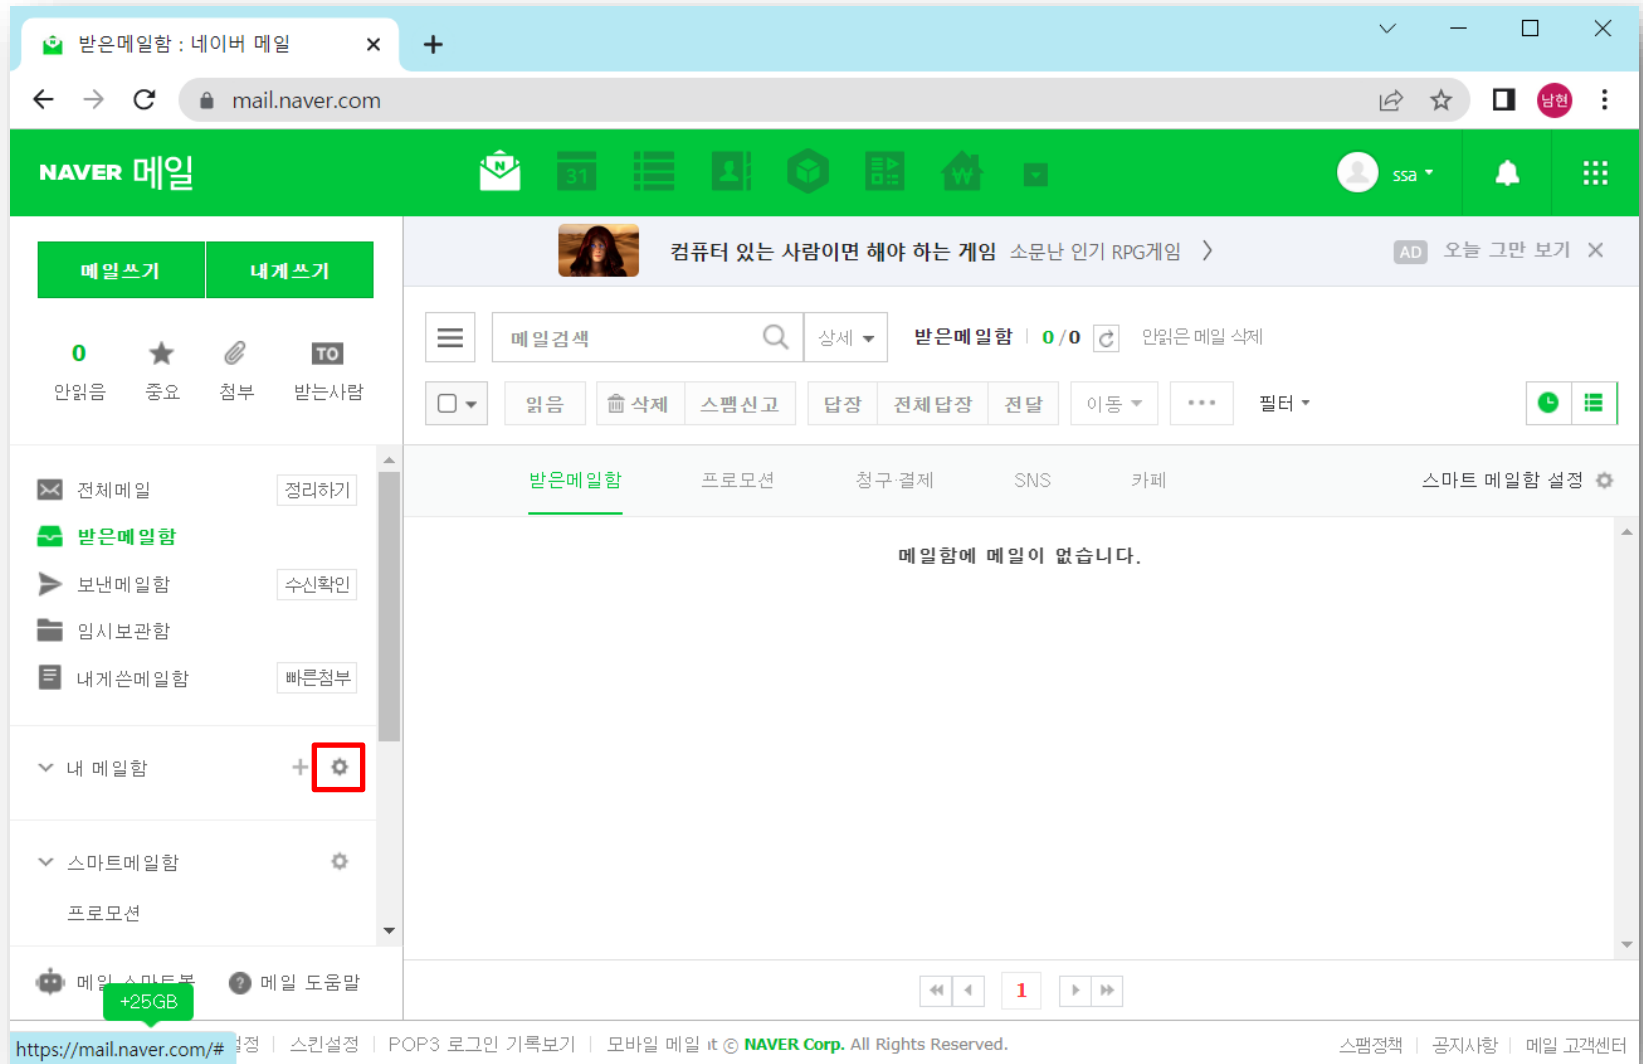 받은메일함 : 네이버 메일
mail.naver.com
남현
NAVER 메일
N
31
W
ssa
메일쓰기
내게쓰기
컴퓨터 있는 사람이면 해야 하는 게임 소문난 인기 RPG게임
AD 오늘 그만 보기
0
TO
안읽음 중요 첨부 받는사람
메일검색
상세
받은메일함 0/0
안읽은 메일 삭제
읽음 삭제 스팸신고 답장 전체답장 전달 이동 ... 필터
받은메일함 프로모션 청구·결제 SNS 카페 스마트 메일함 설정
메일함에 메일이 없습니다.
전체메일 정리하기
받은메일함
보낸메일함 수신확인
임시보관함
내게쓴메일함 빠른첨부
내 메일함
스마트메일함
프로모션
메일 스마트봇 메일 도움말
+25GB
1
https://mail.naver.com/#
설정 스킨설정 POP3 로그인 기록보기 모바일 메일 ⓒ NAVER Corp. All Rights Reserved.
스팸정책 공지사항 메일 고객센터